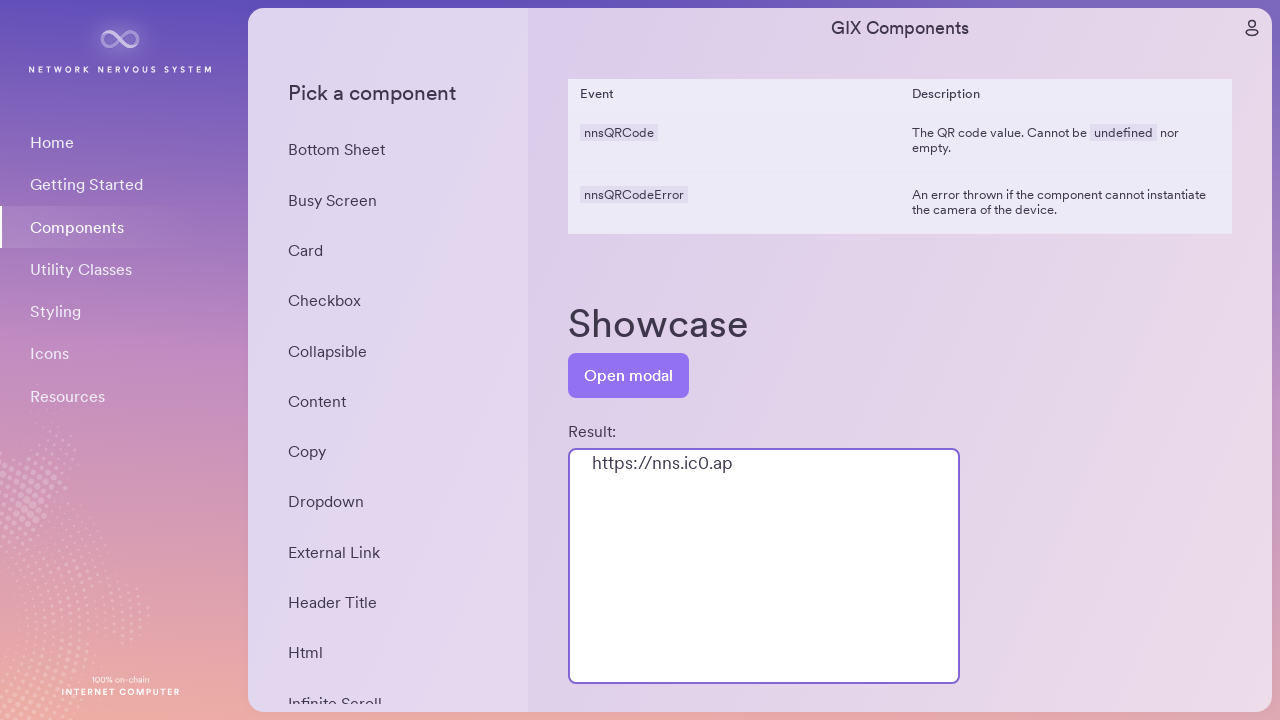 NETWORK NERVOUS SYSTEM
Home
Getting Started
Components
Utility Classes
Styling
Icons
Resources
100% on-chain
INTERNET COMPUTER
Pick a component
Bottom Sheet
Busy Screen
Card
Checkbox
Collapsible
Content
Copy
Dropdown
External Link
Header Title
Html
Infinite Scroll
GIX Components
Event Description
nnsQRCode The QR code value. Cannot be undefined nor
empty.
nnsQRCodeError An error thrown if the component cannot instantiate
the camera of the device.
Showcase
Open modal
Result:
https://nns.ic0.ap